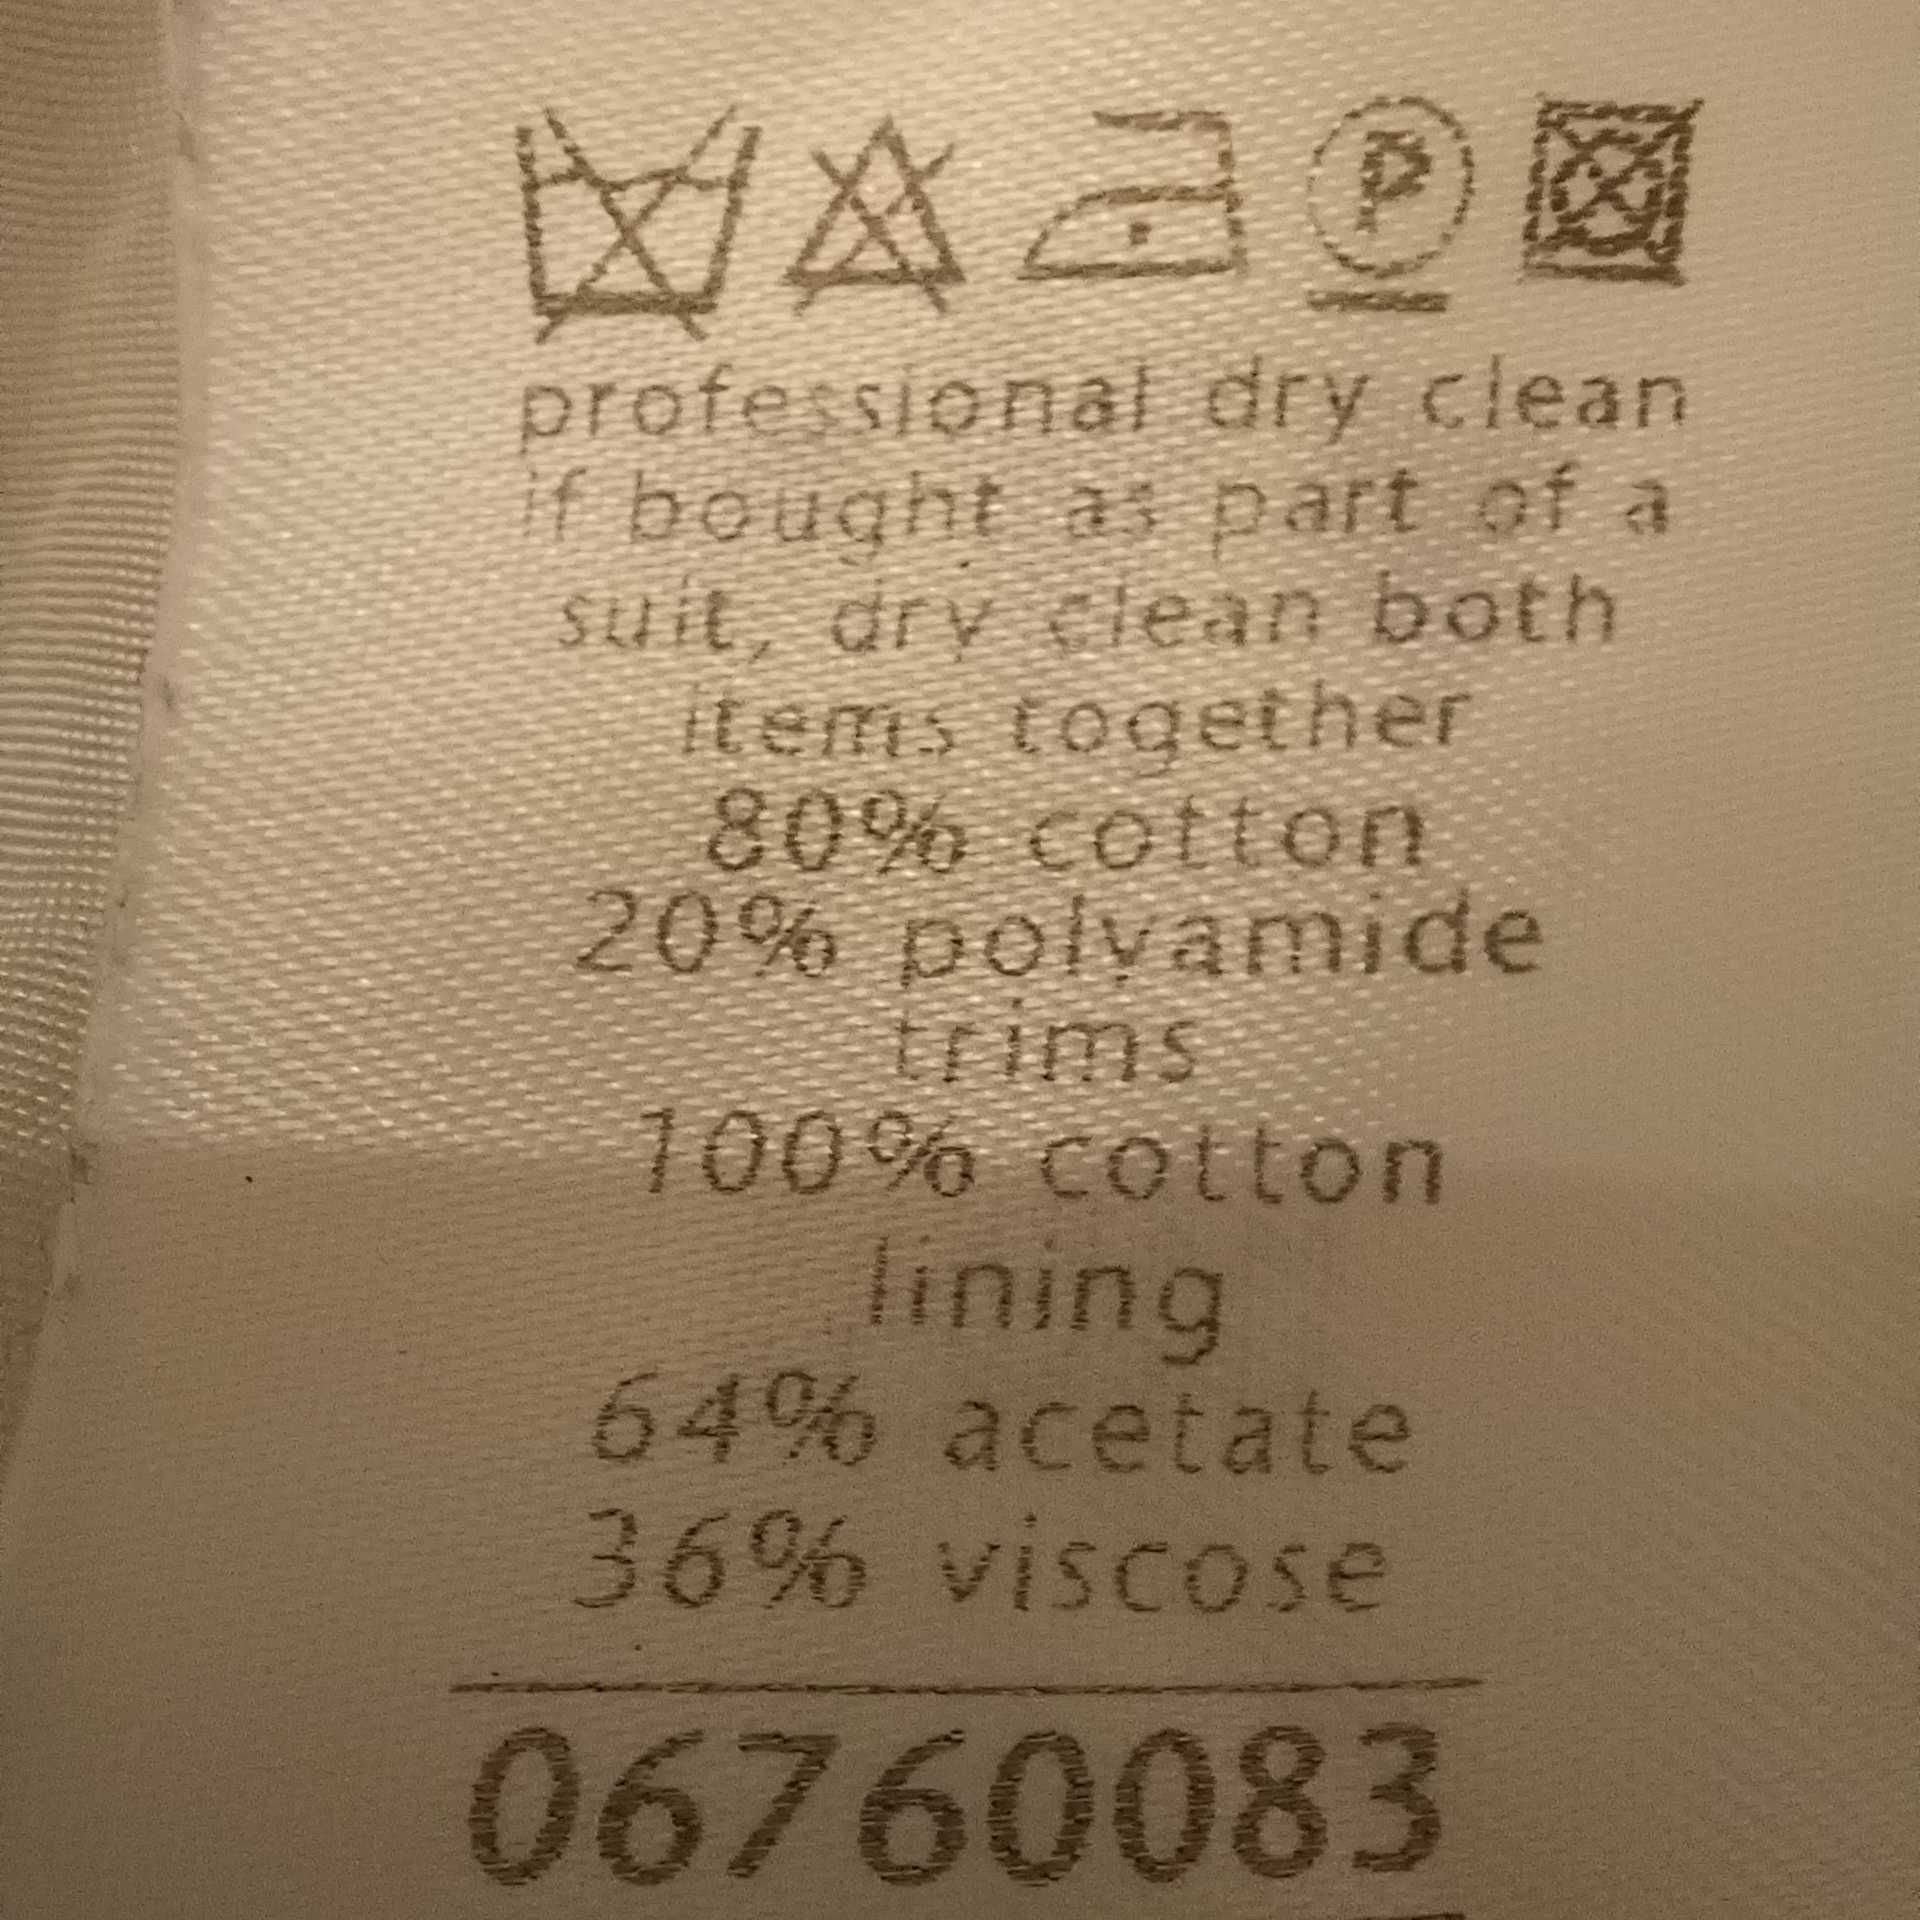 P
professional dry clean
if bought as part of a
suit, dry clean both
items together
80% cotton
20% polyamide
trims
100% cotton
lining
64% acetate
36% viscose
06760083